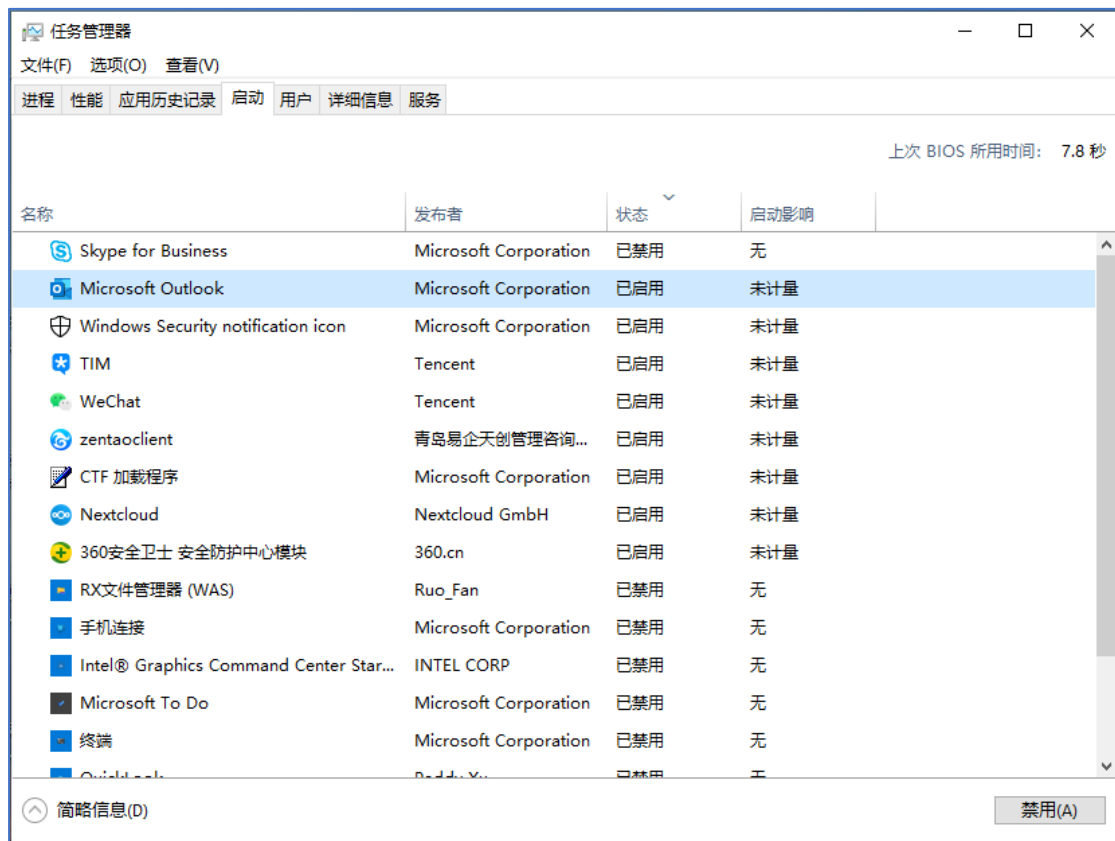 任务管理器
文件(F) 选项(O) 查看(V)
进程 性能 应用历史记录 启动 用户 详细信息 服务
上次 BIOS 所用时间: 7.8 秒
名称 发布者 状态 启动影响
Skype for Business Microsoft Corporation 已禁用 无
Microsoft Outlook Microsoft Corporation 已启用 未计量
Windows Security notification icon Microsoft Corporation 已启用 未计量
TIM Tencent 已启用 未计量
WeChat Tencent 已启用 未计量
zentaoclient 青岛易企天创管理咨询... 已启用 未计量
CTF 加载程序 Microsoft Corporation 已启用 未计量
Nextcloud Nextcloud GmbH 已启用 未计量
360安全卫士 安全防护中心模块 360.cn 已启用 未计量
RX文件管理器 (WAS) Ruo_Fan 已禁用 无
手机连接 Microsoft Corporation 已禁用 无
Intel® Graphics Command Center Star... INTEL CORP 已禁用 无
Microsoft To Do Microsoft Corporation 已禁用 无
终端 Microsoft Corporation 已禁用 无
QuickLook Paddy Xu 已禁用 无
简略信息(D) 禁用(A)